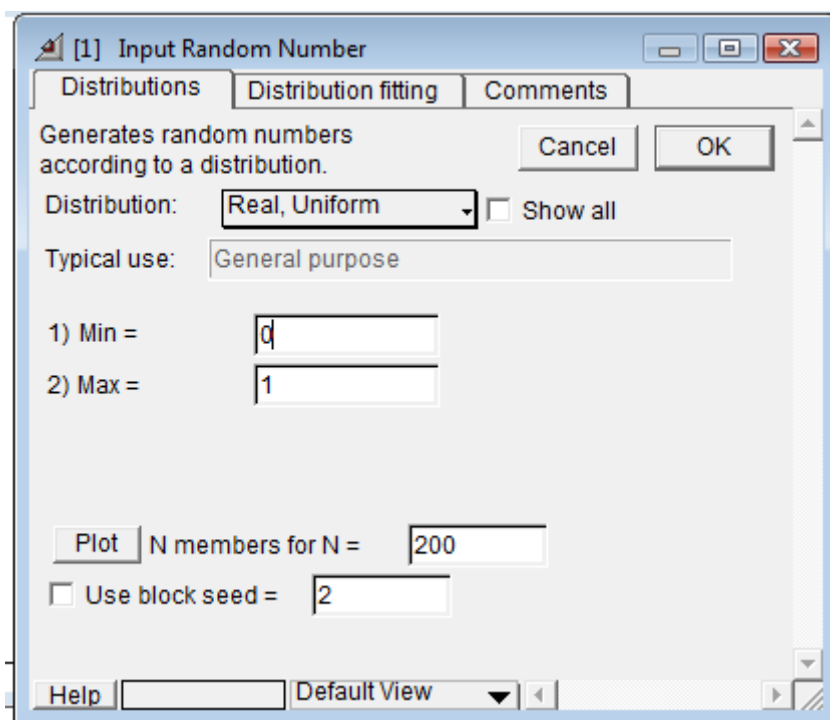 [1] Input Random Number
Distributions Distribution fitting Comments
Generates random numbers
according to a distribution.
Cancel OK
Distribution: Real, Uniform Show all
Typical use: General purpose
1) Min = 0
2) Max = 1
Plot N members for N = 200
Use block seed = 2
Help Default View